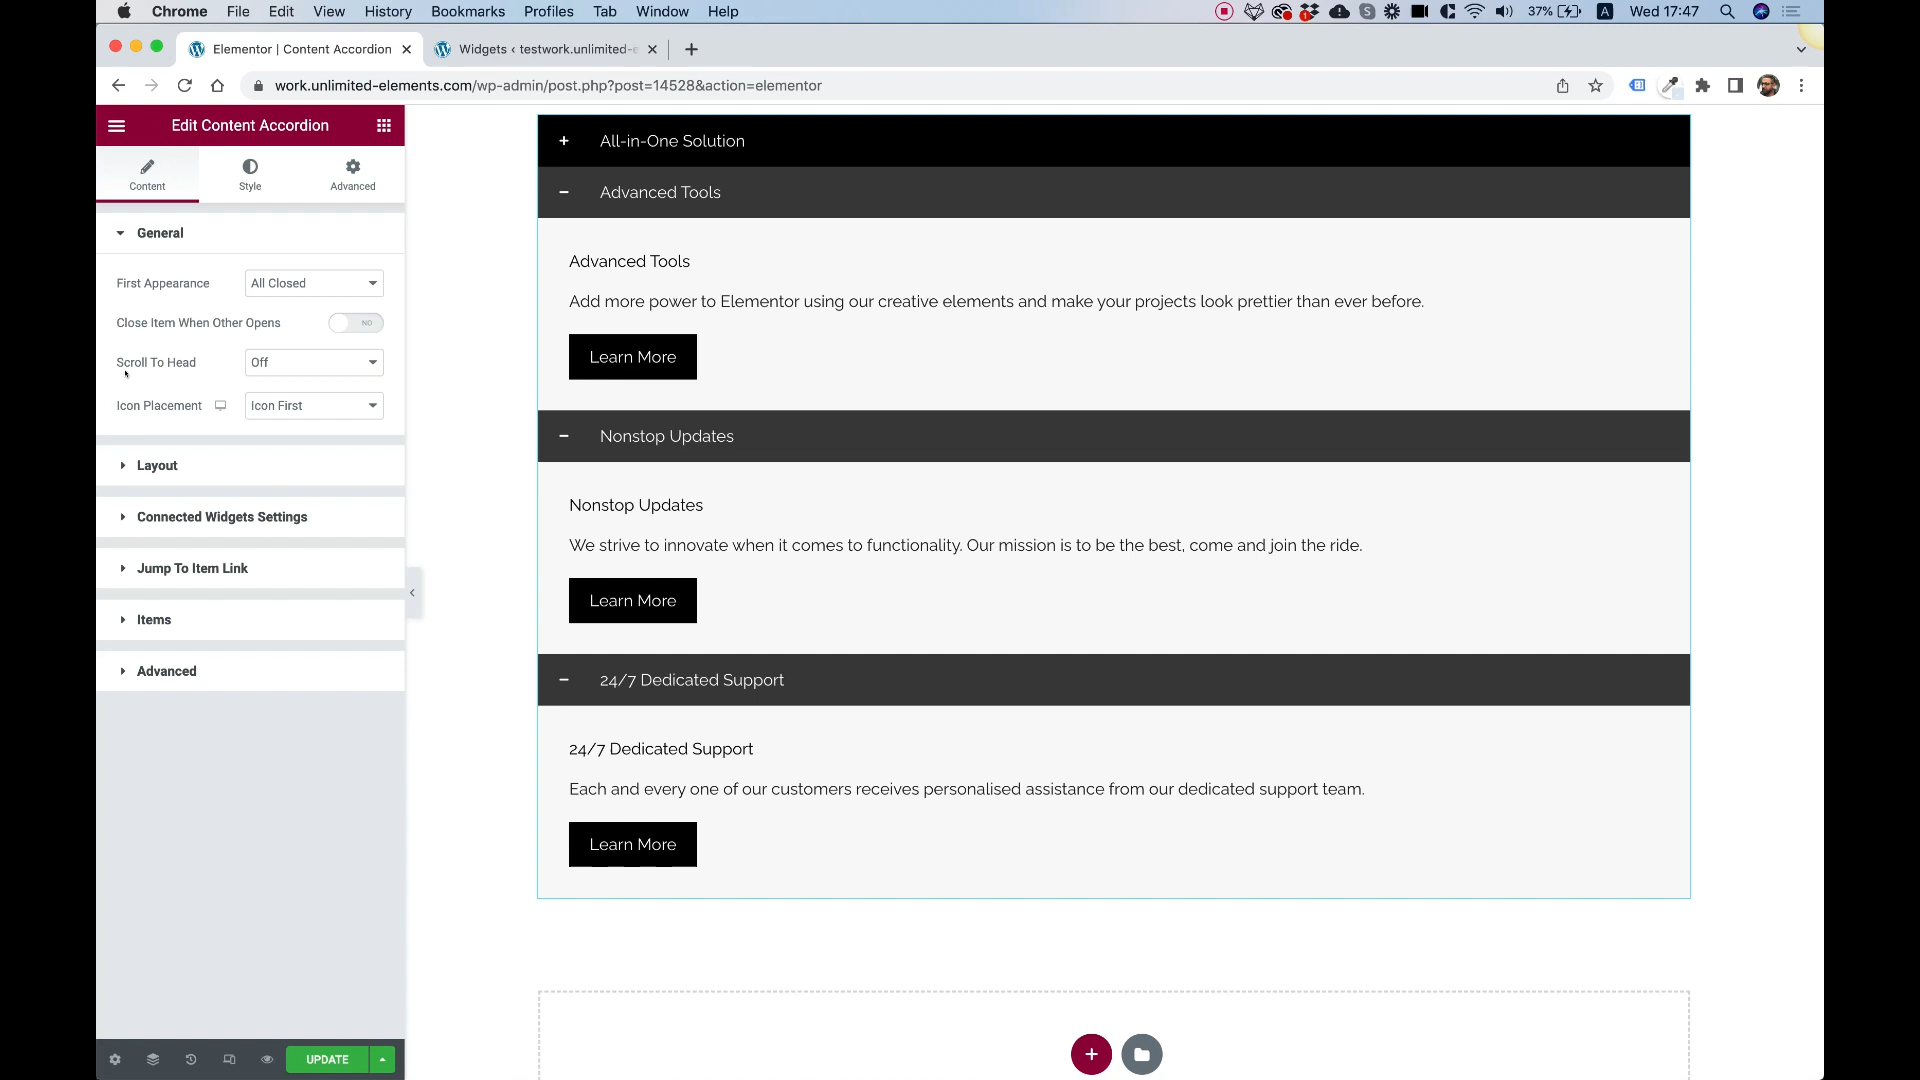 Chrome File Edit View History Bookmarks Profiles Tab Window Help 37% A Wed 17:47
Elementor | Content Accordion Widgets ‹ testwork.unlimited-e
work.unlimited-elements.com/wp-admin/post.php?post=14528&action=elementor
Edit Content Accordion
Content Style Advanced
General
First Appearance All Closed
Close Item When Other Opens NO
Scroll To Head Off
Icon Placement Icon First
Layout
Connected Widgets Settings
Jump To Item Link
Items
Advanced
UPDATE
All-in-One Solution
Advanced Tools
Advanced Tools
Add more power to Elementor using our creative elements and make your projects look prettier than ever before.
Learn More
Nonstop Updates
Nonstop Updates
We strive to innovate when it comes to functionality. Our mission is to be the best, come and join the ride.
Learn More
24/7 Dedicated Support
24/7 Dedicated Support
Each and every one of our customers receives personalised assistance from our dedicated support team.
Learn More